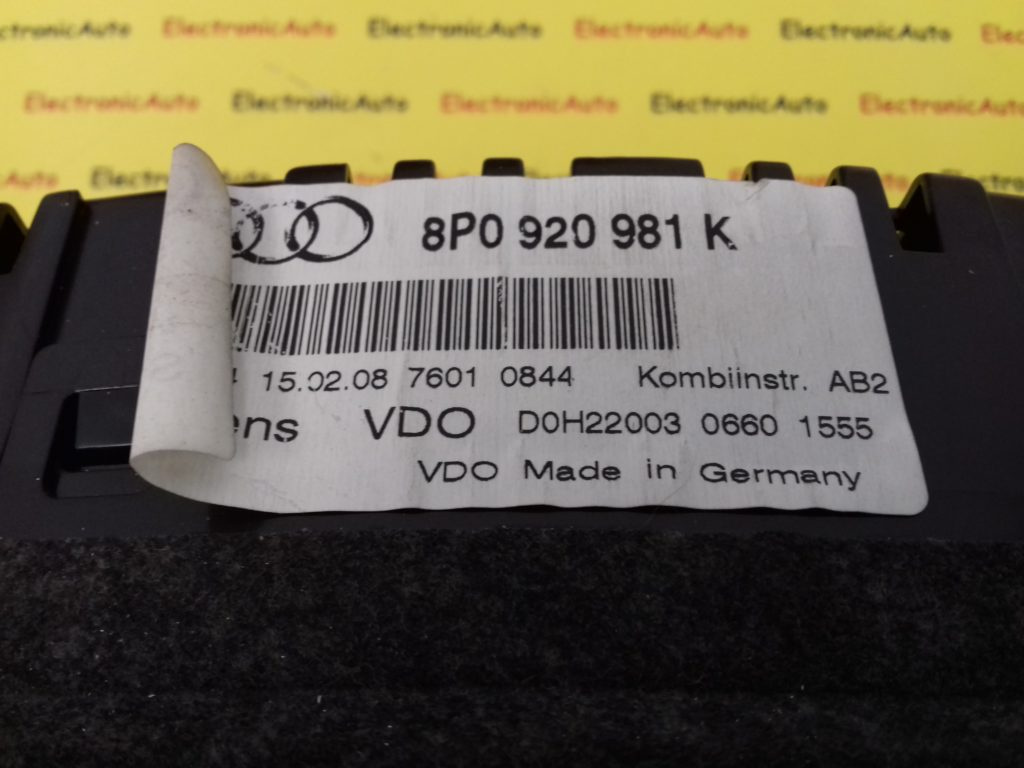 ElectronicAuto ElectronicAuto ElectronicAuto ElectronicAuto ElectronicAuto
ElectronicAuto ElectronicAuto ElectronicAuto ElectronicAuto
8P0 920 981 K
15.02.08 7601 0844 Kombiinstr. AB2
ens VDO D0H22003 0660 1555
VDO Made in Germany